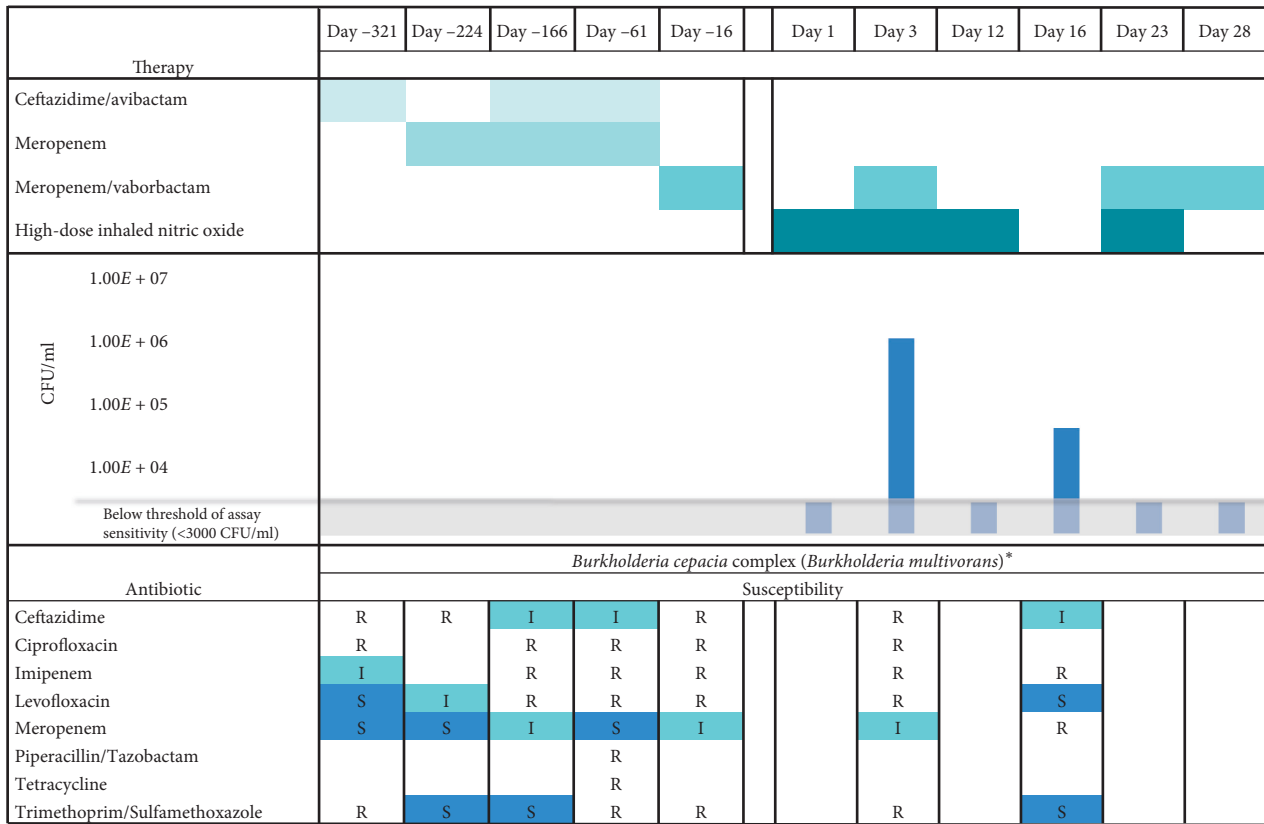 Day –321 Day –224 Day –166 Day –61 Day –16 Day 1 Day 3 Day 12 Day 16 Day 23 Day 28
Therapy
Ceftazidime/avibactam
Meropenem
Meropenem/vaborbactam
High-dose inhaled nitric oxide
CFU/ml
1.00E + 07
1.00E + 06
1.00E + 05
1.00E + 04
Below threshold of assay
sensitivity (<3000 CFU/ml)
Burkholderia cepacia complex (Burkholderia multivorans)*
Antibiotic Susceptibility
Ceftazidime R R I I R R I
Ciprofloxacin R R R R R
Imipenem I R R R R R
Levofloxacin S I R R R R S
Meropenem S S I S I I R
Piperacillin/Tazobactam R
Tetracycline R
Trimethoprim/Sulfamethoxazole R S S R R R S